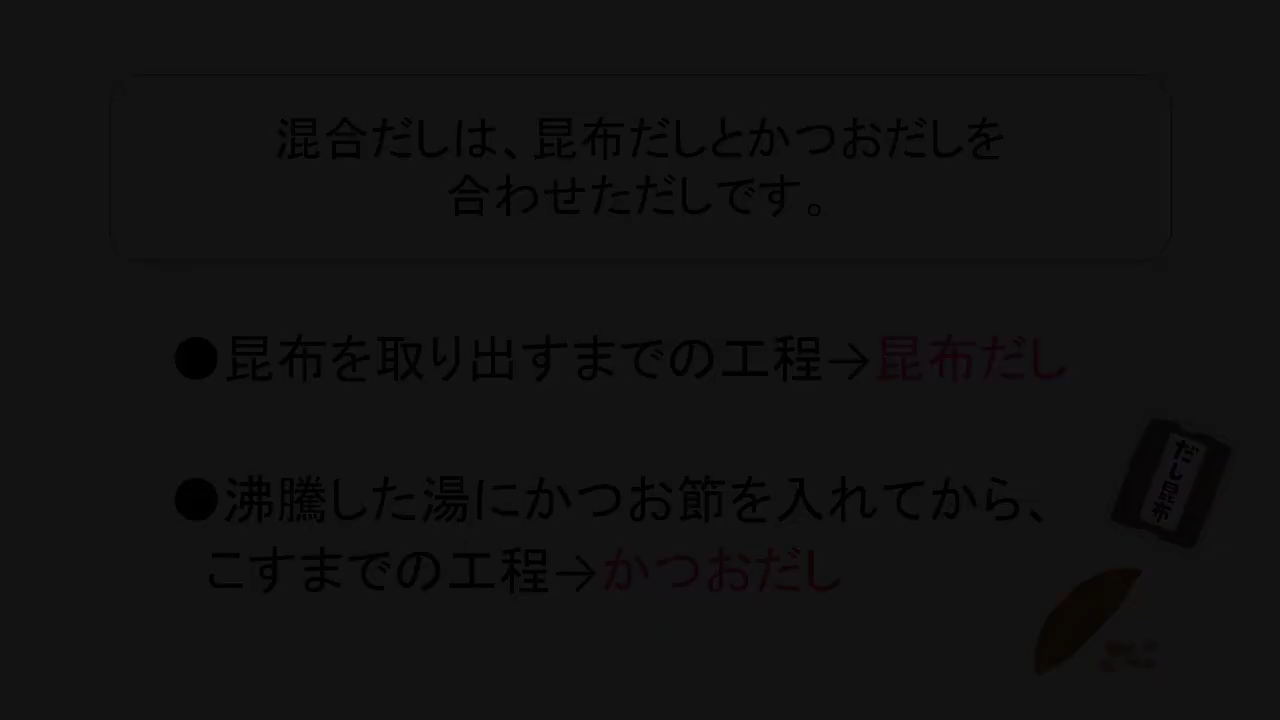 混合だしは、昆布だしとかつおだしを
合わせただしです。
●昆布を取り出すまでの工程→昆布だし
●沸騰した湯にかつお節を入れてから、
こすまでの工程→かつおだし
だし昆布